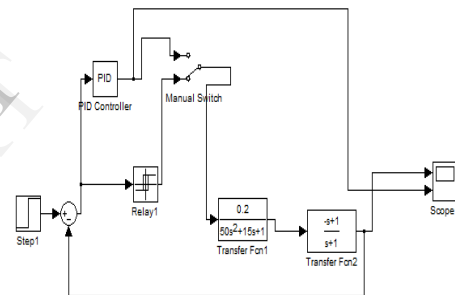 PID
PID Controller
Manual Switch
Relay1
Step1
+
-
0.2
50s²+15s+1
Transfer Fcn1
-s+1
s+1
Transfer Fcn2
Scope